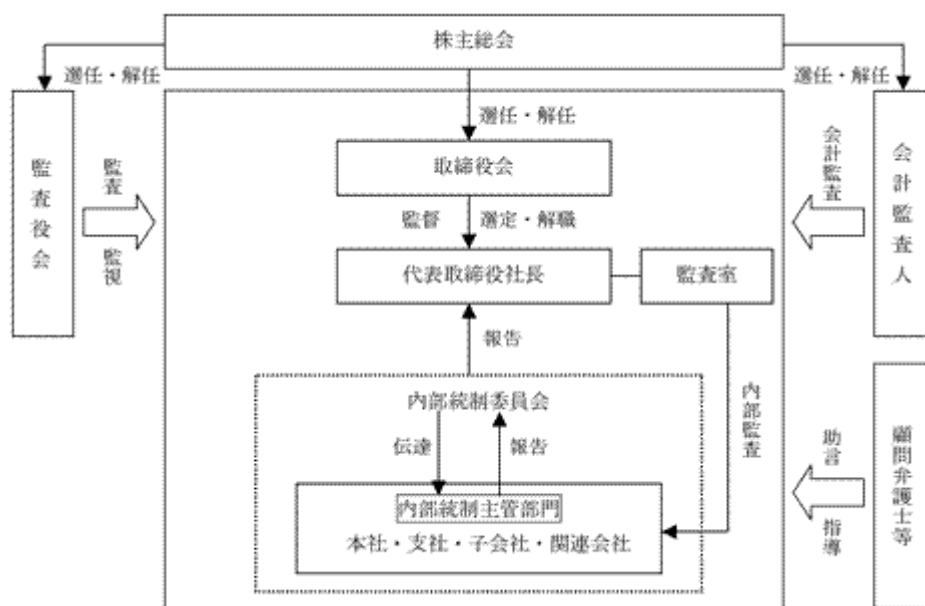 株主総会
選任・解任
選任・解任
選任・解任
監査役会
監査
監視
取締役会
会計監査
会計監査人
監督
選定・解職
代表取締役社長
監査室
報告
内部統制委員会
内部監査
伝達
報告
内部統制主管部門
本社・支社・子会社・関連会社
助言
指導
顧問弁護士等